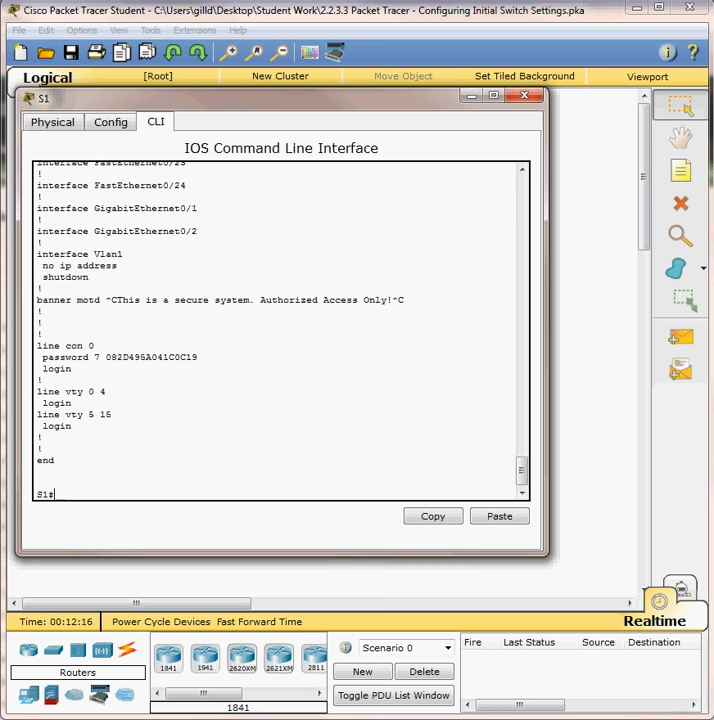 Cisco Packet Tracer Student - C:\Users\gilld\Desktop\Student Work\2.2.3.3 Packet Tracer - Configuring Initial Switch Settings.pka
File Edit Options View Tools Extensions Help
Logical [Root] New Cluster Move Object Set Tiled Background Viewport
S1
Physical Config CLI
IOS Command Line Interface
interface FastEthernet0/23
!
interface FastEthernet0/24
!
interface GigabitEthernet0/1
!
interface GigabitEthernet0/2
!
interface Vlan1
no ip address
shutdown
!
banner motd ^CThis is a secure system. Authorized Access Only!^C
!
!
!
line con 0
password 7 082D495A041C0C19
login
!
line vty 0 4
login
line vty 5 15
login
!
!
end
S1#
Copy Paste
Time: 00:12:16 Power Cycle Devices Fast Forward Time
Realtime
Routers
1841 1941 2620XM 2621XM 2811
1841
Scenario 0
New Delete
Toggle PDU List Window
Fire Last Status Source Destination